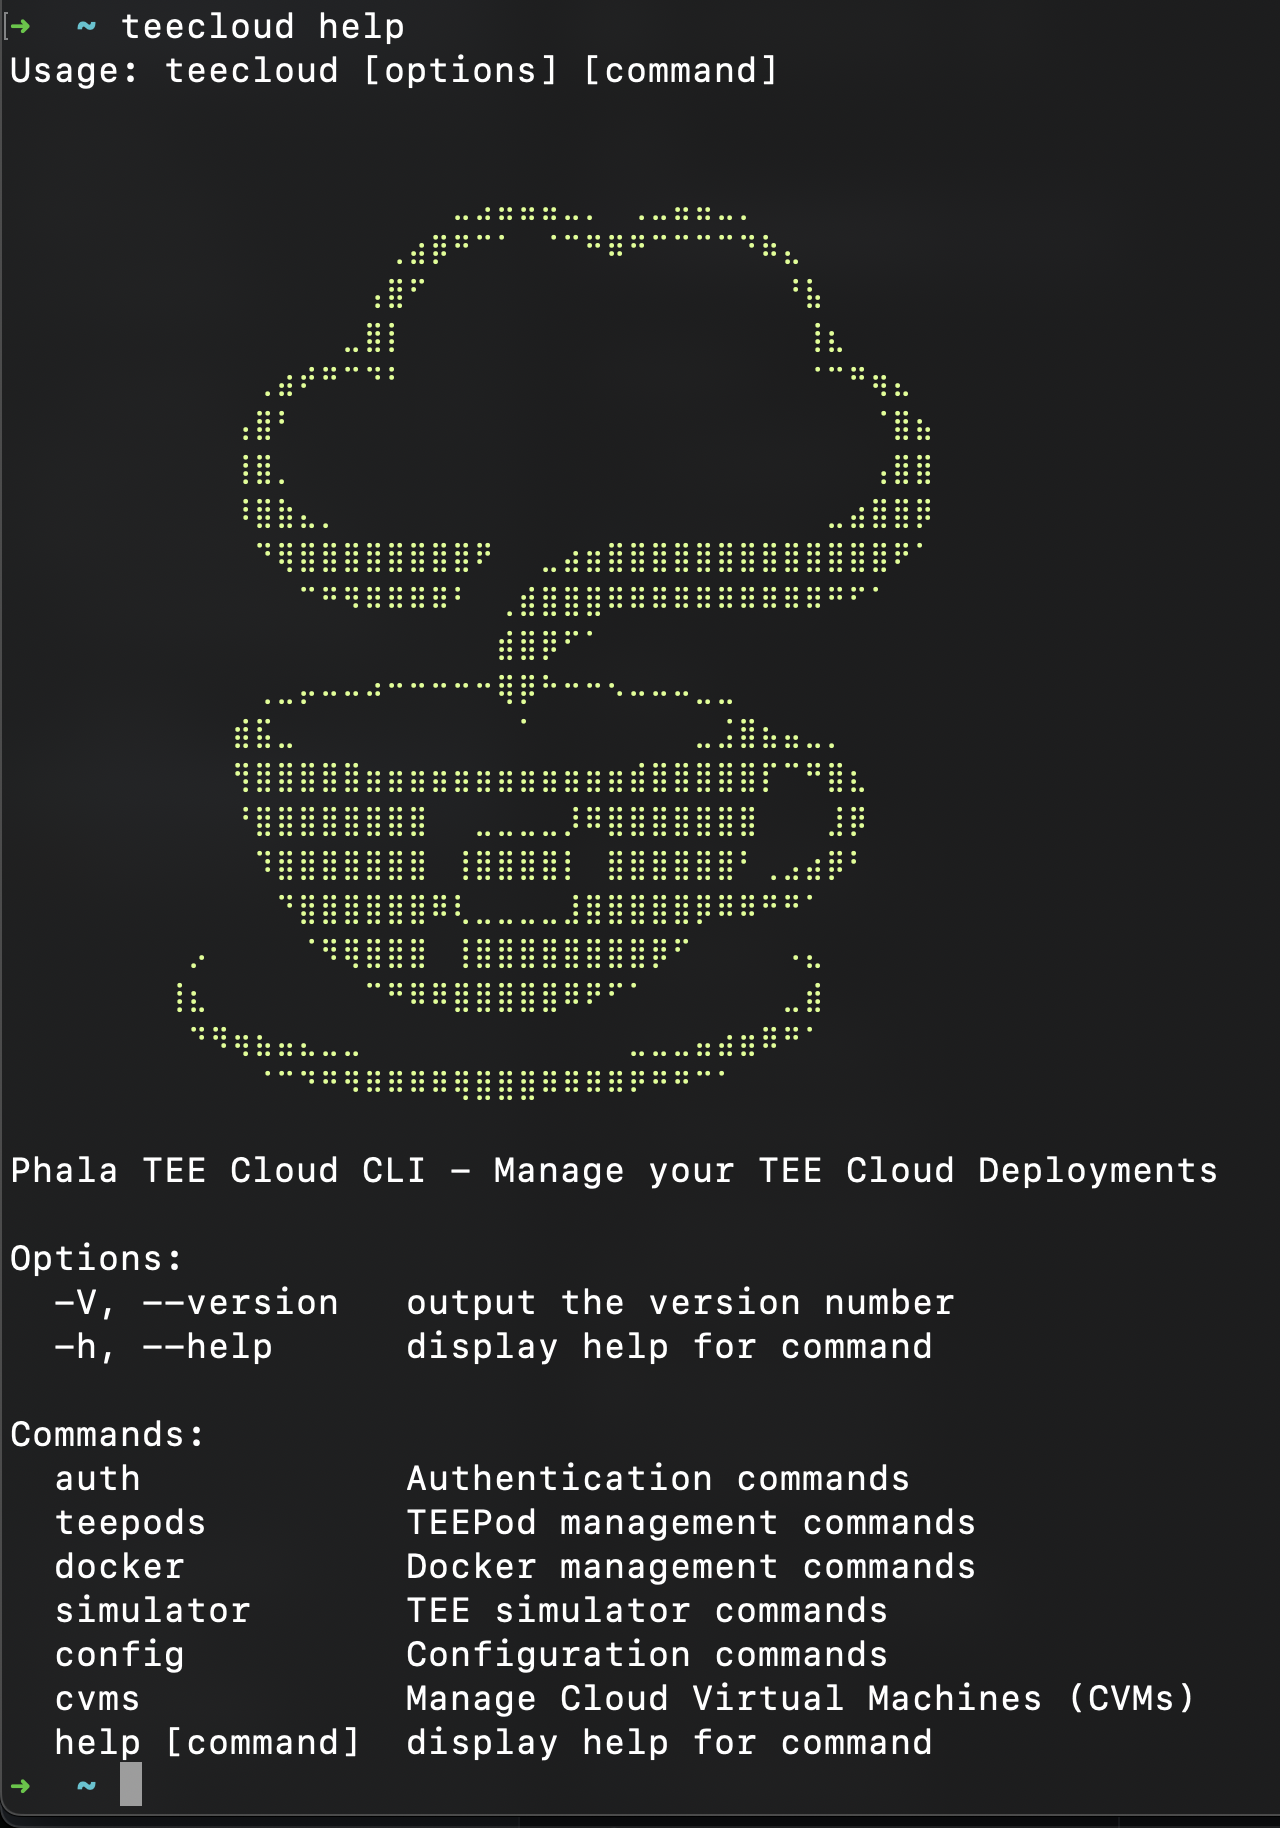 ➜  ~ teecloud help
Usage: teecloud [options] [command]
Phala TEE Cloud CLI – Manage your TEE Cloud Deployments
Options:
-V, --version   output the version number
-h, --help      display help for command
Commands:
auth            Authentication commands
teepods         TEEPod management commands
docker          Docker management commands
simulator       TEE simulator commands
config          Configuration commands
cvms            Manage Cloud Virtual Machines (CVMs)
help [command]  display help for command
➜  ~